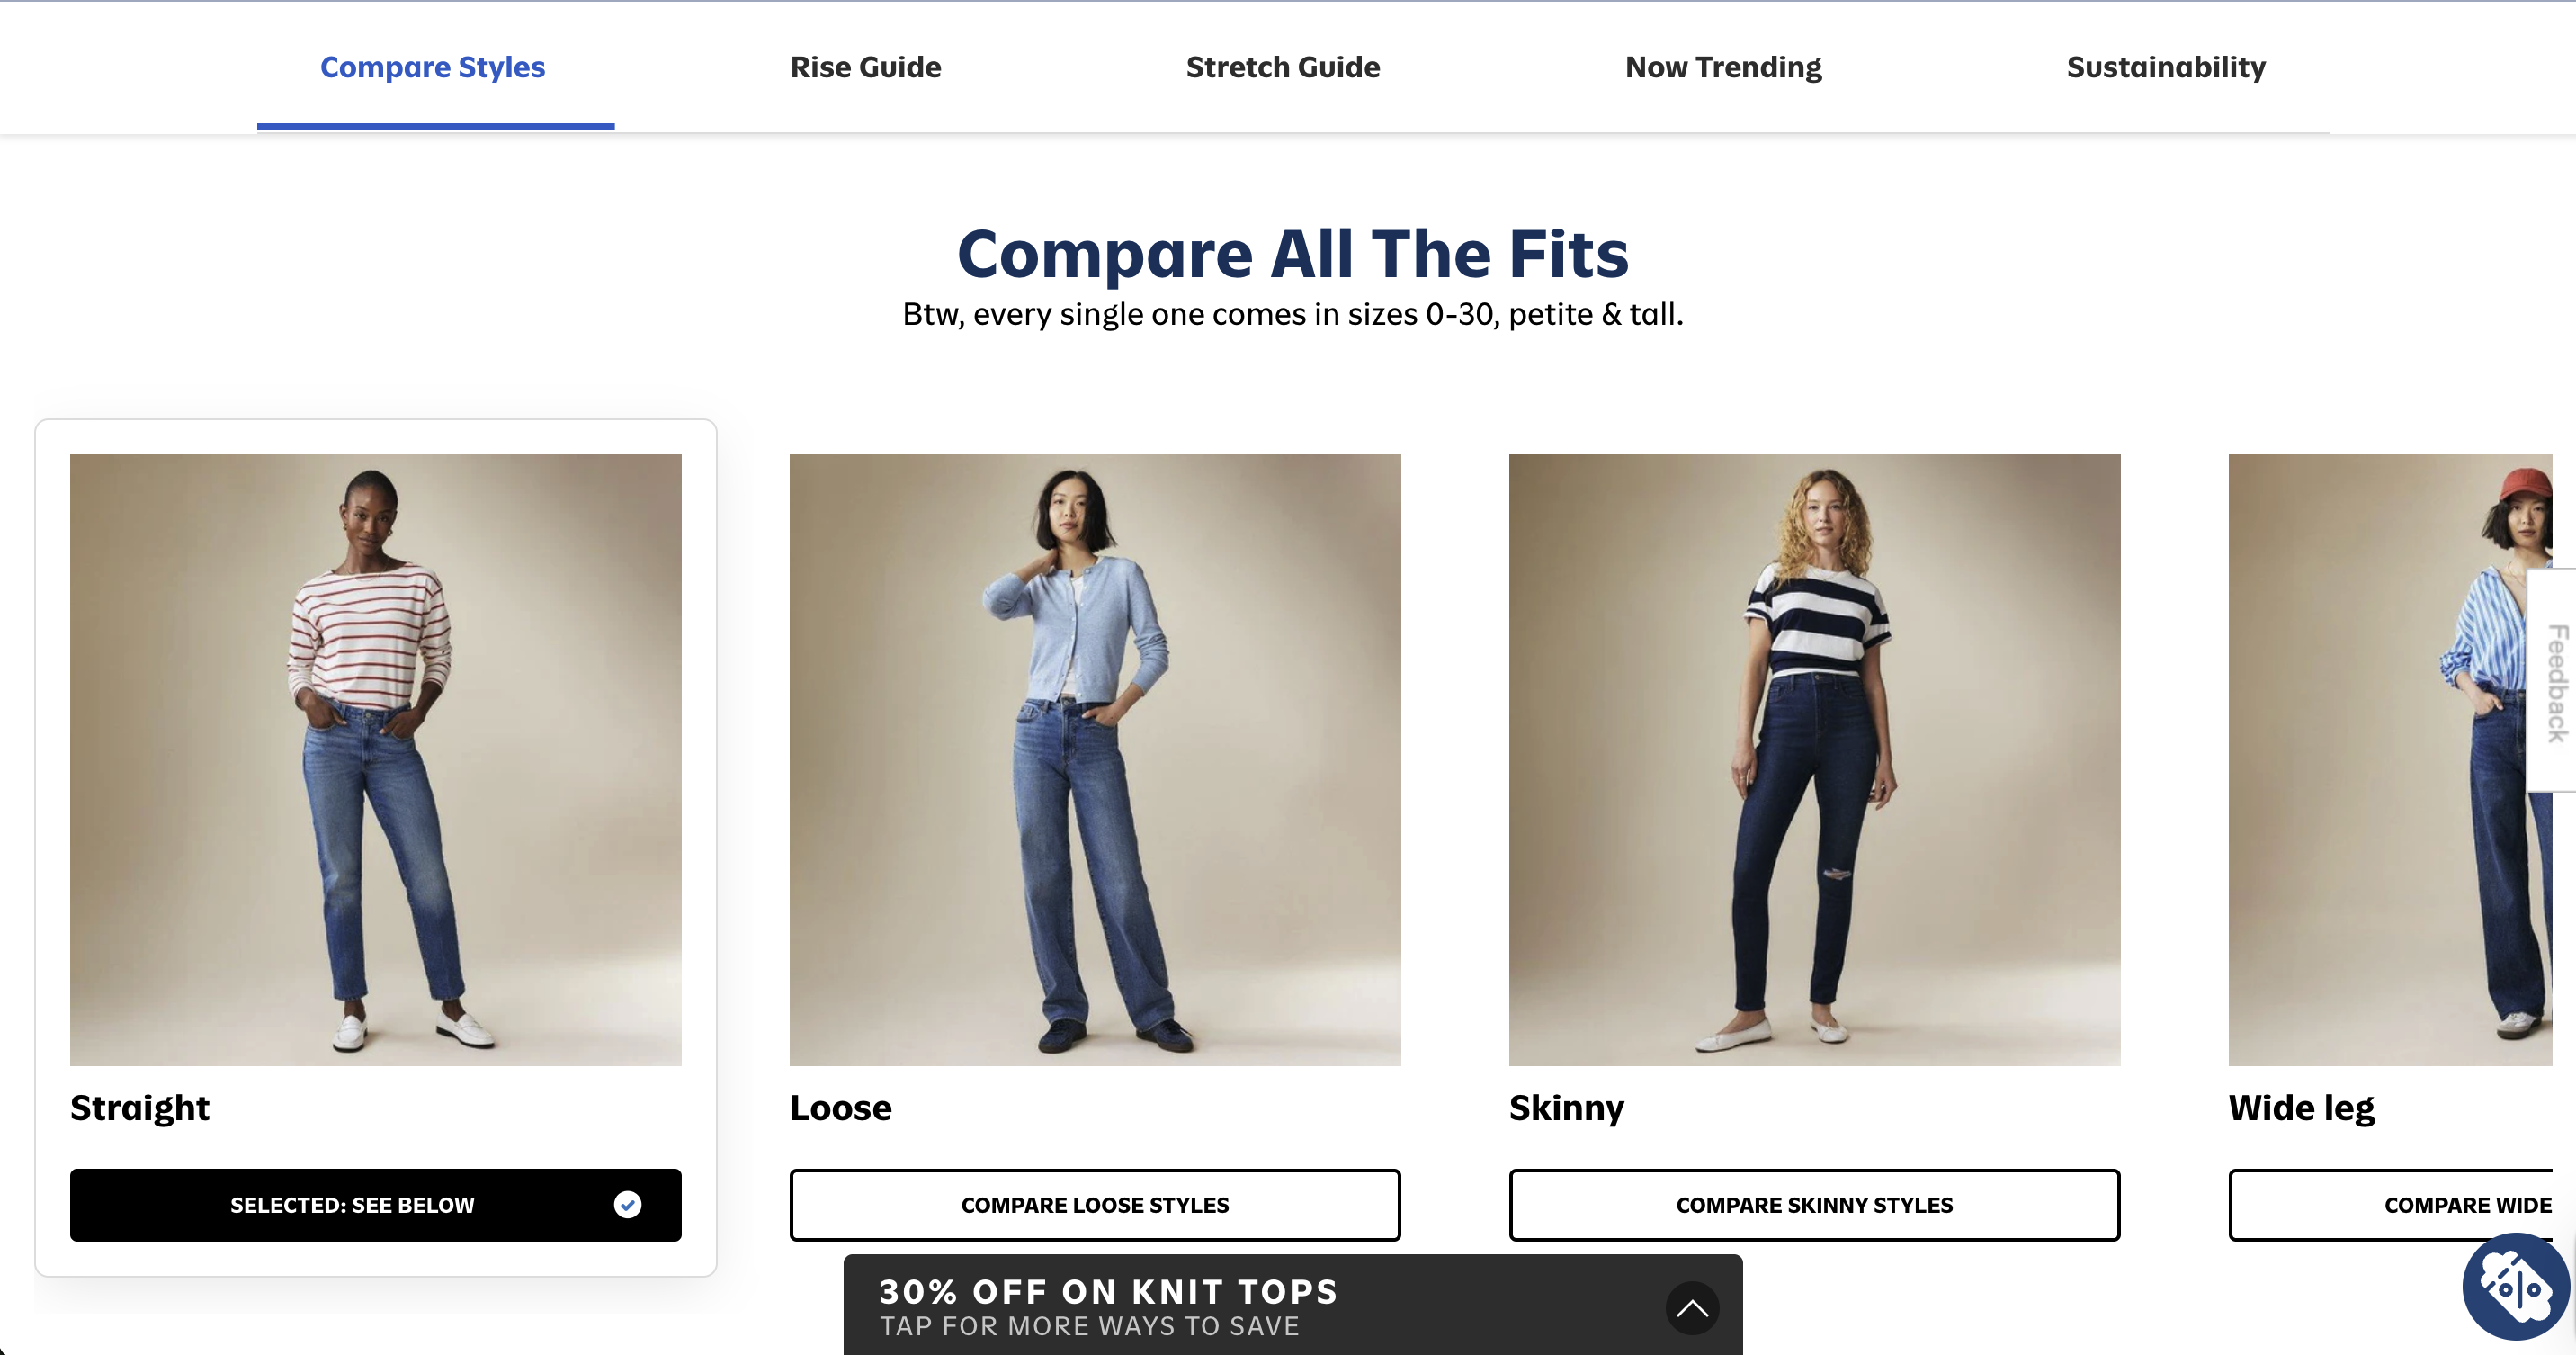 Compare Styles
Rise Guide
Stretch Guide
Now Trending
Sustainability
Compare All The Fits
Btw, every single one comes in sizes 0-30, petite & tall.
Straight
SELECTED: SEE BELOW
Loose
COMPARE LOOSE STYLES
Skinny
COMPARE SKINNY STYLES
Wide leg
COMPARE WIDE
Feedback
30% OFF ON KNIT TOPS
TAP FOR MORE WAYS TO SAVE